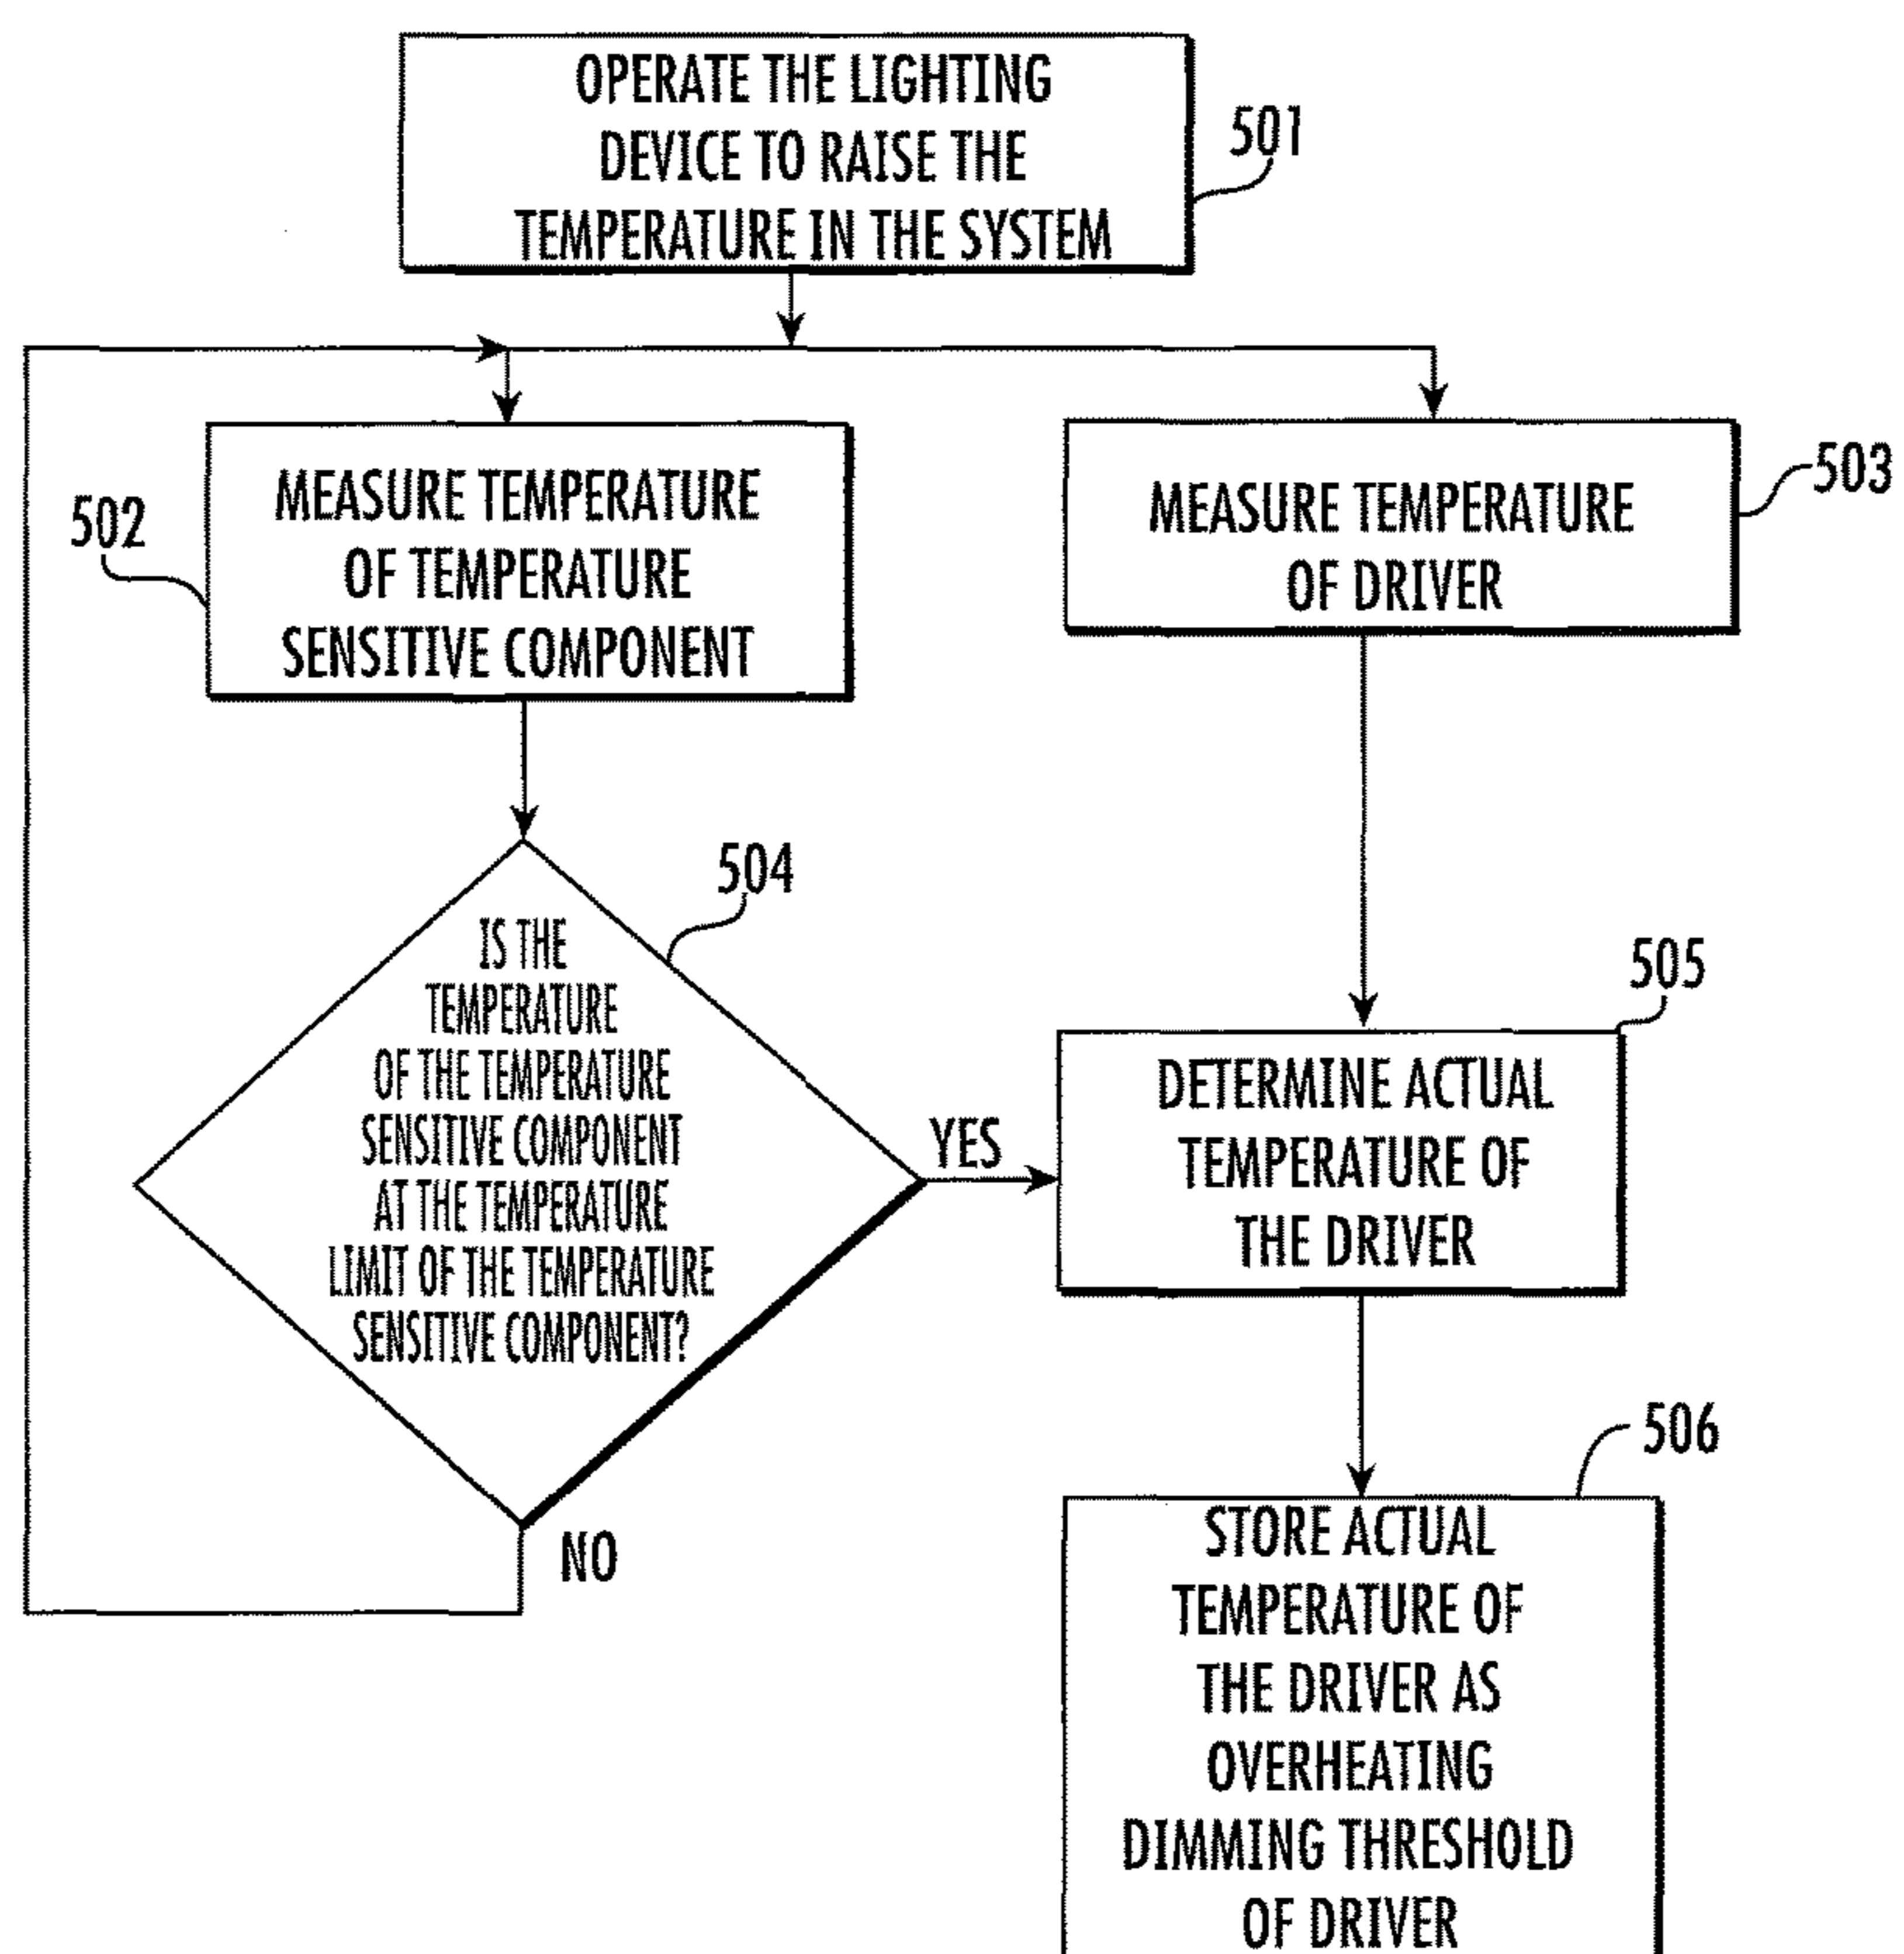 OPERATE THE LIGHTING
DEVICE TO RAISE THE
TEMPERATURE IN THE SYSTEM
501
502
MEASURE TEMPERATURE
OF TEMPERATURE
SENSITIVE COMPONENT
MEASURE TEMPERATURE
OF DRIVER
503
504
IS THE
TEMPERATURE
OF THE TEMPERATURE
SENSITIVE COMPONENT
AT THE TEMPERATURE
LIMIT OF THE TEMPERATURE
SENSITIVE COMPONENT?
YES
NO
505
DETERMINE ACTUAL
TEMPERATURE OF
THE DRIVER
506
STORE ACTUAL
TEMPERATURE OF
THE DRIVER AS
OVERHEATING
DIMMING THRESHOLD
OF DRIVER